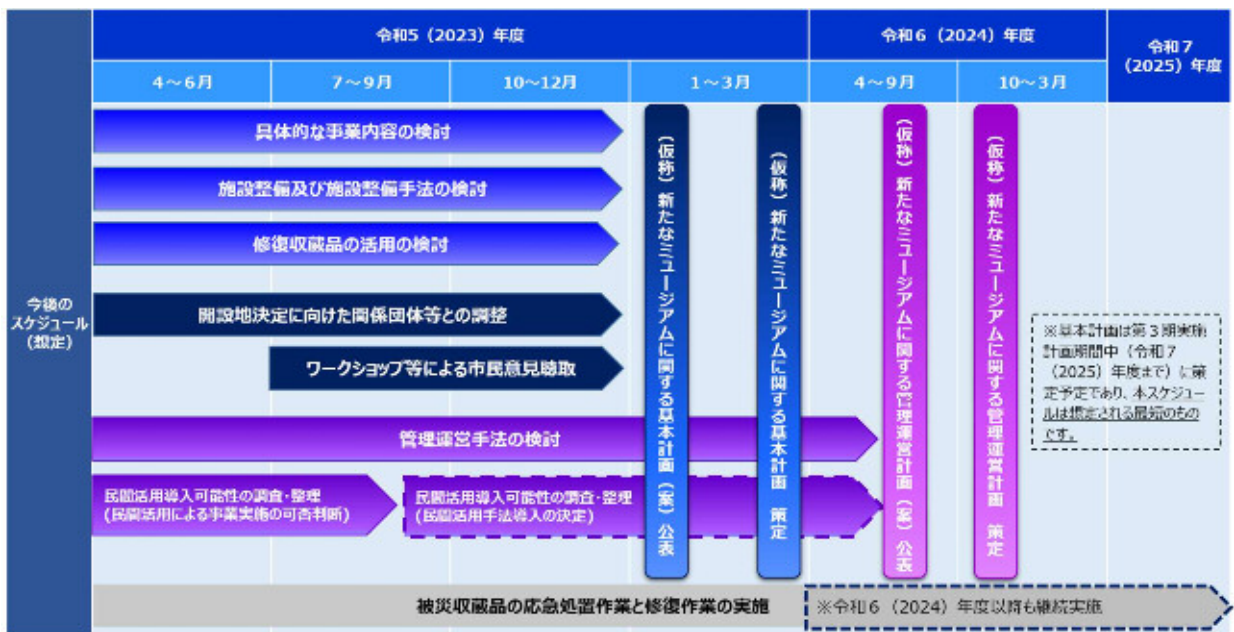 令和5（2023）年度
令和6（2024）年度
令和7
（2025）年度
4～6月
7～9月
10～12月
1～3月
4～9月
10～3月
今後の
スケジュール
（想定）
具体的な事業内容の検討
施設整備及び施設整備手法の検討
修復収蔵品の活用の検討
開設地決定に向けた関係団体等との調整
ワークショップ等による市民意見聴取
管理運営手法の検討
民間活用導入可能性の調査・整理
(民間活用による事業実施の可否判断)
民間活用導入可能性の調査・整理
(民間活用手法導入の決定)
（仮称）新たなミュージアムに関する基本計画（案）公表
（仮称）新たなミュージアムに関する基本計画　策定
（仮称）新たなミュージアムに関する管理運営計画（案）公表
（仮称）新たなミュージアムに関する管理運営計画　策定
※基本計画は第3期実施
計画期間中（令和7
（2025）年度まで）に策
定予定であり、本スケジュー
ルは想定される最短のもの
です。
被災収蔵品の応急処置作業と修復作業の実施
※令和6（2024）年度以降も継続実施